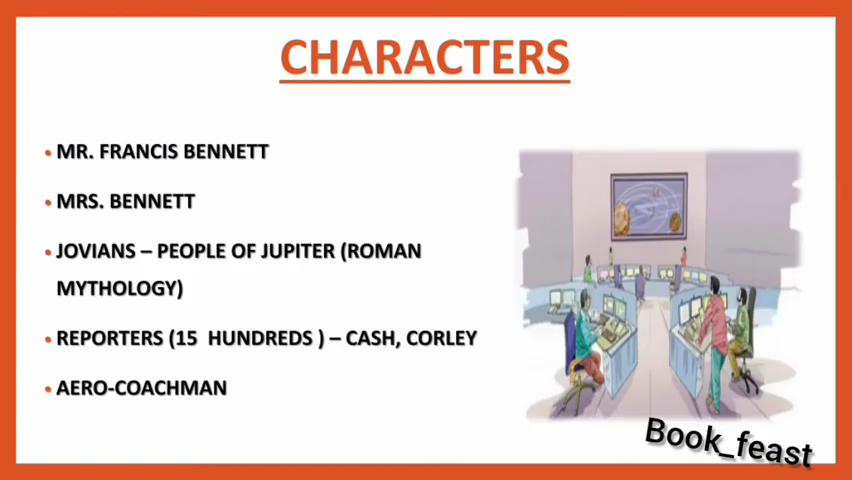 CHARACTERS
• MR. FRANCIS BENNETT
• MRS. BENNETT
• JOVIANS – PEOPLE OF JUPITER (ROMAN
MYTHOLOGY)
• REPORTERS (15 HUNDREDS ) – CASH, CORLEY
• AERO-COACHMAN
Book_feast